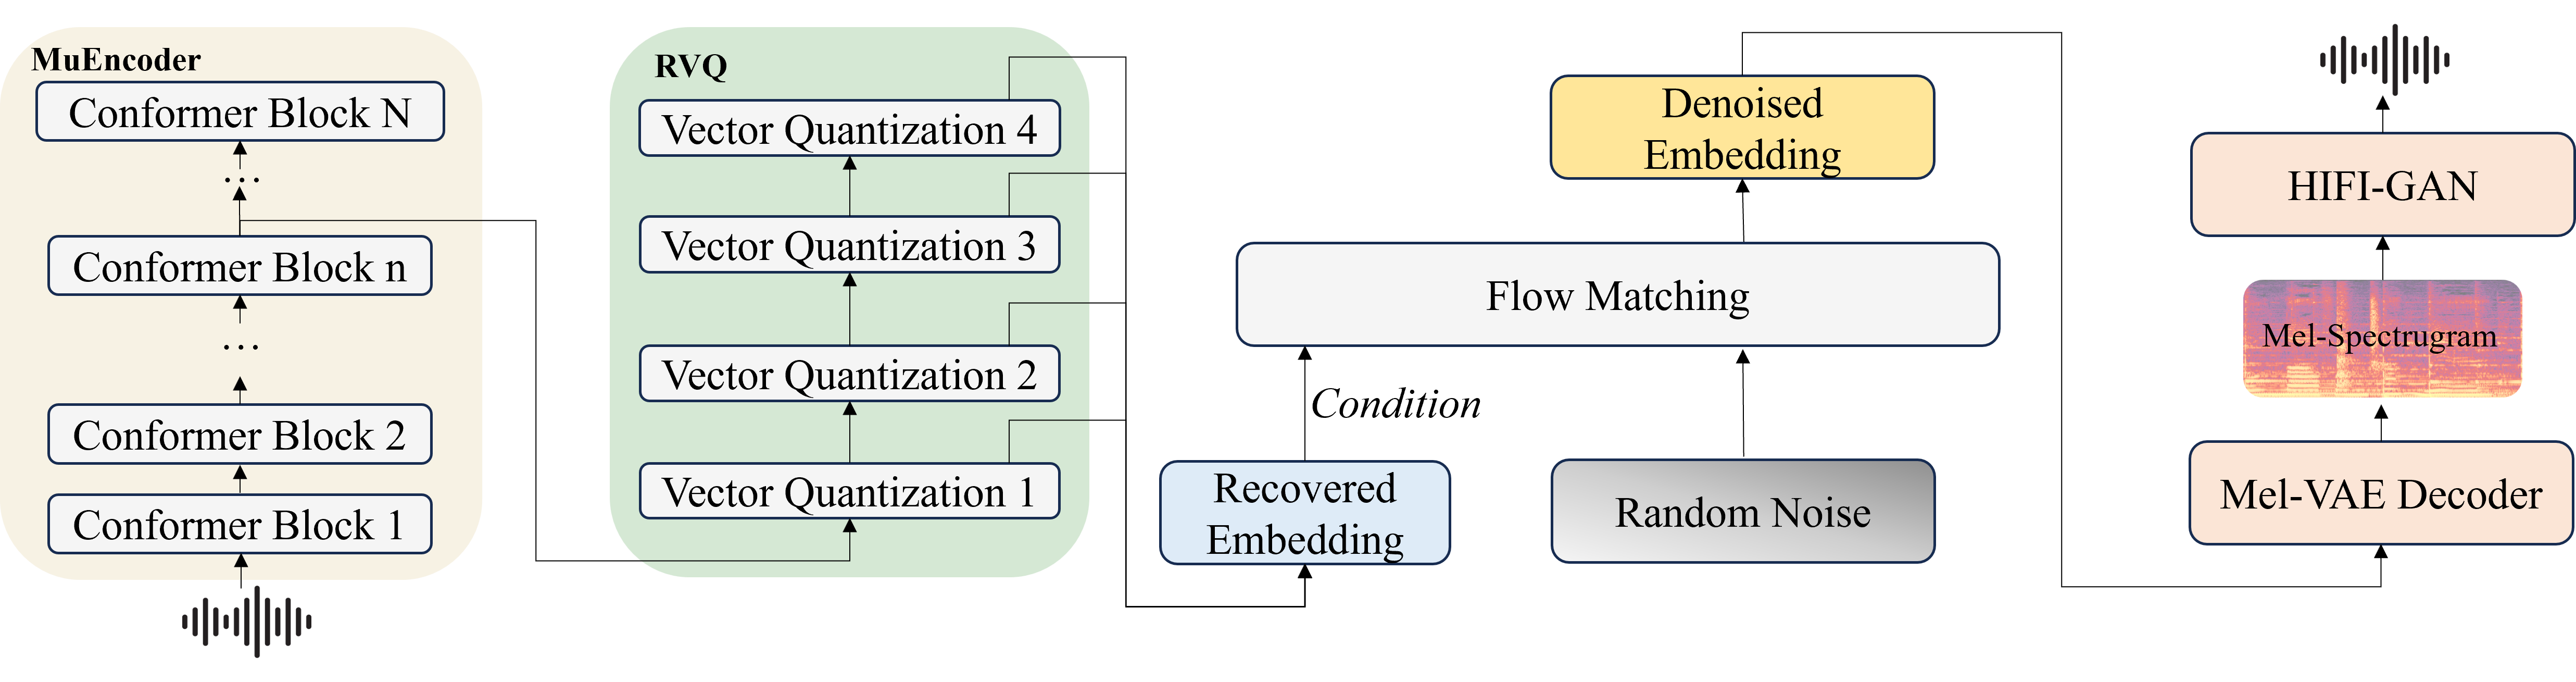 MuEncoder
Conformer Block N
...
Conformer Block n
...
Conformer Block 2
Conformer Block 1
RVQ
Vector Quantization 4
Vector Quantization 3
Vector Quantization 2
Vector Quantization 1
Denoised
Embedding
Flow Matching
Condition
Recovered
Embedding
Random Noise
HIFI-GAN
Mel-Spectrugram
Mel-VAE Decoder